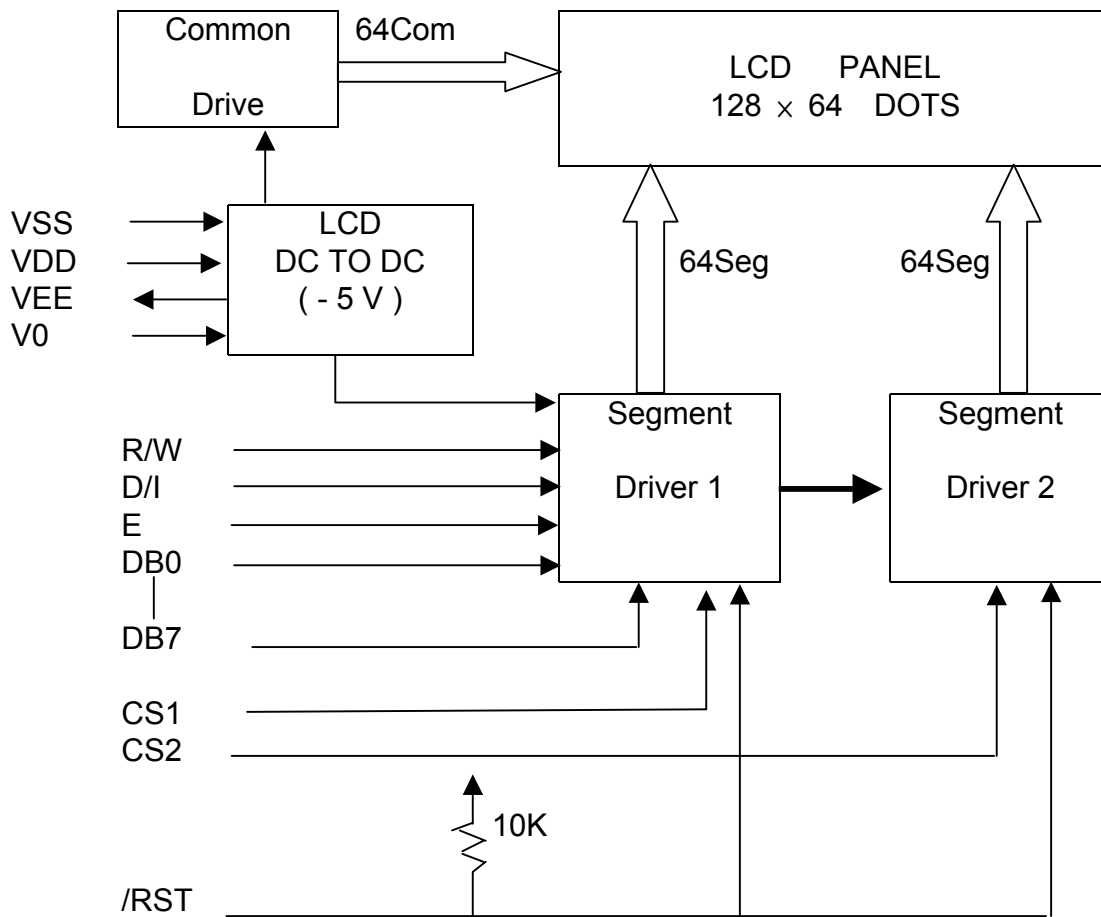 Common
Drive
64Com
LCD PANEL
128 x 64 DOTS
VSS
VDD
VEE
V0
LCD
DC TO DC
( - 5 V )
64Seg
64Seg
R/W
D/I
E
DB0
DB7
Segment
Driver 1
Segment
Driver 2
CS1
CS2
10K
/RST